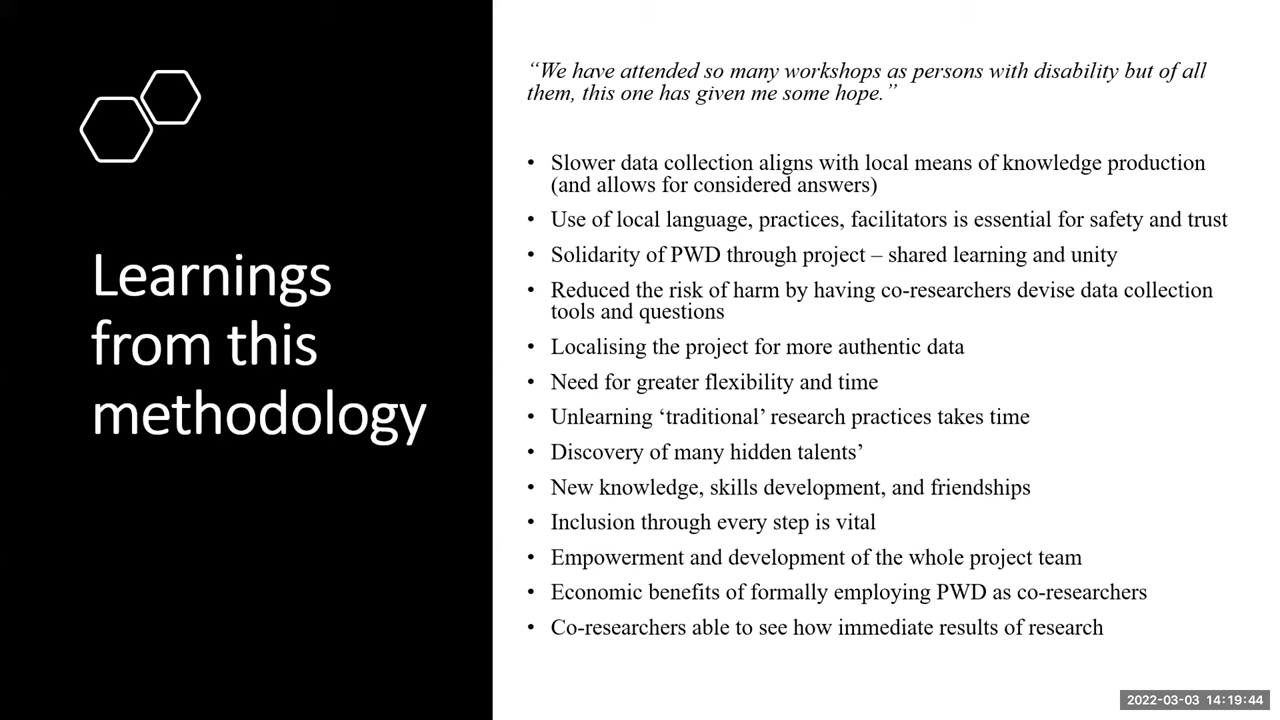 Learnings
from this
methodology
“We have attended so many workshops as persons with disability but of all
them, this one has given me some hope.”
• Slower data collection aligns with local means of knowledge production
(and allows for considered answers)
• Use of local language, practices, facilitators is essential for safety and trust
• Solidarity of PWD through project – shared learning and unity
• Reduced the risk of harm by having co-researchers devise data collection
tools and questions
• Localising the project for more authentic data
• Need for greater flexibility and time
• Unlearning ‘traditional’ research practices takes time
• Discovery of many hidden talents’
• New knowledge, skills development, and friendships
• Inclusion through every step is vital
• Empowerment and development of the whole project team
• Economic benefits of formally employing PWD as co-researchers
• Co-researchers able to see how immediate results of research
2022-03-03 14:19:44